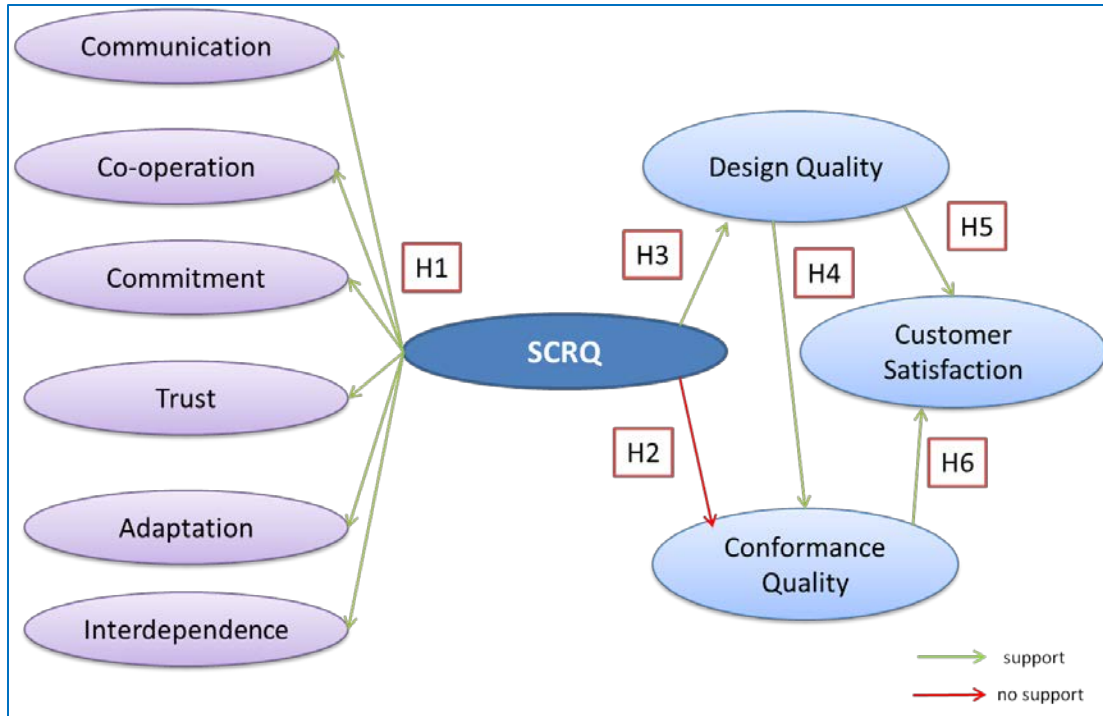 Communication
Co-operation
Commitment
Trust
Adaptation
Interdependence
H1
SCRQ
H3
H2
Design Quality
H4
H5
Customer
Satisfaction
H6
Conformance
Quality
support
no support